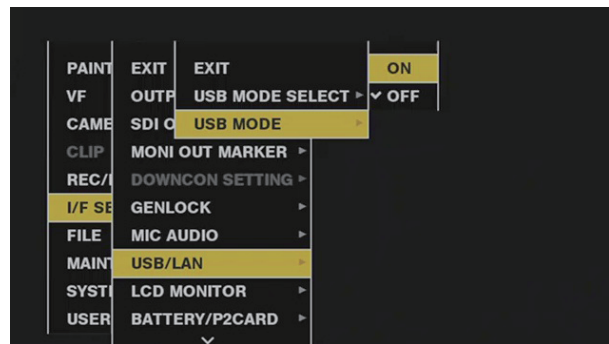 PAINT EXIT EXIT ON
VF OUTP USB MODE SELECT OFF
CAME SDI O USB MODE
CLIP MONI OUT MARKER
REC/ DOWNCON SETTING
I/F SE GENLOCK
FILE MIC AUDIO
MAIN USB/LAN
SYST LCD MONITOR
USER BATTERY/P2CARD